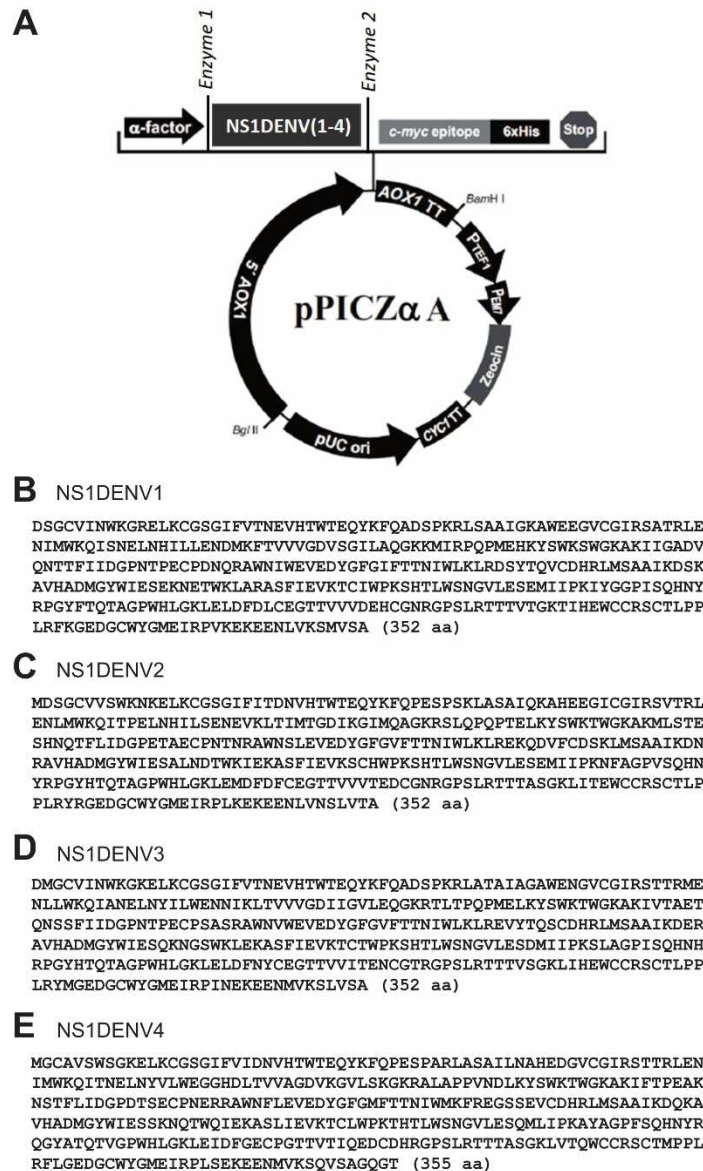 A
Enzyme 1
Enzyme 2
α-factor
NS1DENV(1-4)
c-myc epitope
6xHis
Stop
AOX1 TT
BamH I
PTEF1
PEM7
Zeocin
CYC1 TT
pUC ori
Bgl II
5' AOX1
pPICZα A
B NS1DENV1
DSGCVINWKGRELKCGSGIFVTNEVHTWTEQYKFQADSPKRLSAAIGKAWEEGVCGIRSATRLE
NIMWKQISNELNHILLENDMKFTVVVGDVSGILAQGKKMIRPQPMEHKYSWKSWGKAKIIGADV
QNTTFIIDGPNTPECPDNQRAWNIWEVEDYGFGIFTTNIWLKLRDSYTQVCDHRLMSAAIKDSK
AVHADMGYWIESEKNETWKLARASFIEVKTCIWPKSHTLWSNGVLESEMIIPKIYGGPISQHNY
RPGYFTQTAGPWHLGKLELDFDLCEGTTVVVDEHCGNRGPSLRTTTVTGKTIHEWCCRSCTLPP
LRFKGEDGCWYGMEIRPVKEKEENLVKSMVSA (352 aa)
C NS1DENV2
MDSGCVVSWKNKELKCGSGIFITDNVHTWTEQYKFQPESPSKLASAIQKAHEEGICGIRSVTRL
ENLMWKQITPELNHILSENEVKLTIMTGDIKGIMQAGKRSLQPQPTELKYSWKTWGKAKMLSTE
SHNQTFLIDGPETAECPNTNRAWNSLEVEDYGFGVFTTNIWLKLREKQDVFCDSKLMSAAIKDN
RAVHADMGYWIESALNDTWKIEKASFIEVKSCHWPKSHTLWSNGVLESEMIIPKNFAGPVSQHN
YRPGYHTQTAGPWHLGKLEMDFDFCEGTTVVVTEDCGNRGPSLRTTTASGKLITEWCCRSCTLP
PLRYRGEDGCWYGMEIRPLKEKEENLVNSLVTA (352 aa)
D NS1DENV3
DMGCVINWKGKELKCGSGIFVTNEVHTWTEQYKFQADSPKRLATAIAGAWENGVCGIRSTTRME
NLLWKQIANELNYILWENNIKLTVVVGDIIGVLEQGKRTLTPQPMELKYSWKTWGKAKIVTAET
QNSSFIIDGPNTPECPSASRAWNVWEVEDYGFGVFTTNIWLKLREVYTQSCDHRLMSAAIKDER
AVHADMGYWIESQKNGSWKLEKASFIEVKTCTWPKSHTLWSNGVLESDMIIPKSLAGPISQHNH
RPGYHTQTAGPWHLGKLELDFNYCEGTTVVITENCGTRGPSLRTTTVSGKLIHEWCCRSCTLPP
LRYMGEDGCWYGMEIRPINEKEENMVKSLVSA (352 aa)
E NS1DENV4
MGCAVSWSGKELKCGSGIFVIDNVHTWTEQYKFQPESPARLASAILNAHEDGVCGIRSTTRLEN
IMWKQITNELNYVLWEGGHDLTVVAGDVKGVLSKGKRALAPPVNDLKYSWKTWGKAKIFTPEAK
NSTFLIDGPDTSECPNERRAWNFLEVEDYGFGMFTTNIWMKFREGSSEVCDHRLMSAAIKDQKA
VHADMGYWIESSKNQTWQIEKASLIEVKTCLWPKTHTLWSNGVLESQMLIPKAYAGPFSQHNYR
QGYATQTVGPWHLGKLEIDFGECPGTTVTIQEDCDHRGPSLRTTTASGKLVTQWCCRSCTMPPL
RFLGEDGCWYGMEIRPLSEKEENMVKSQVSAGQGT (355 aa)